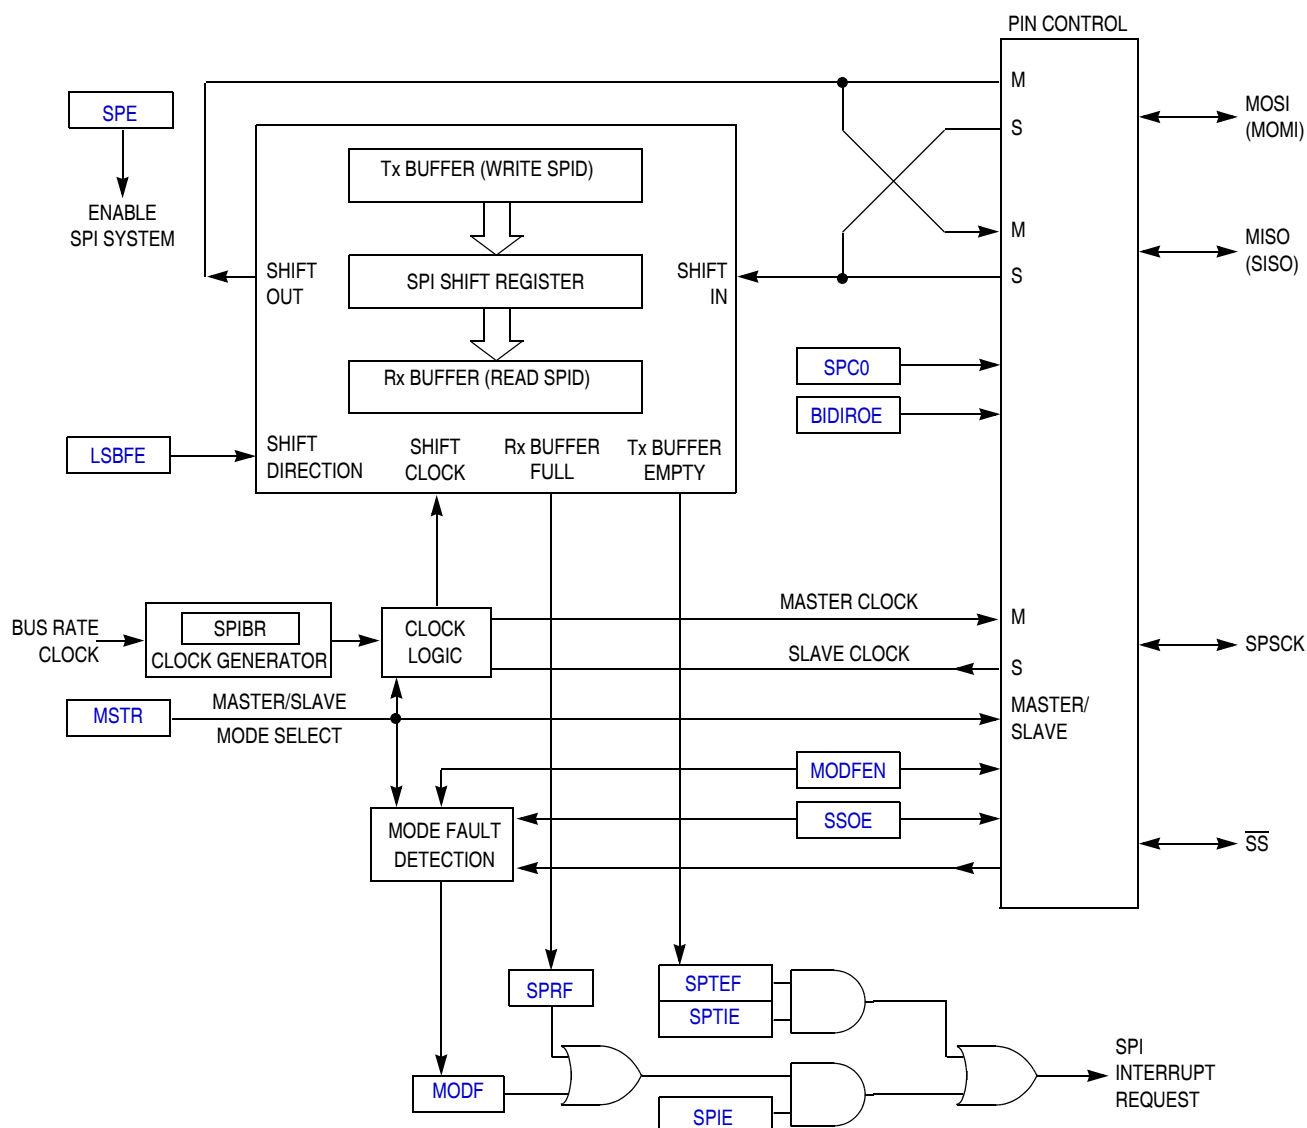 PIN CONTROL
M
SPE
MOSI
(MOMI)
S
Tx BUFFER (WRITE SPID)
ENABLE
SPI SYSTEM
M
MISO
(SISO)
SHIFT
OUT
SPI SHIFT REGISTER
SHIFT
IN
S
SPC0
Rx BUFFER (READ SPID)
BIDIROE
LSBFE
SHIFT
DIRECTION
SHIFT
CLOCK
Rx BUFFER
FULL
Tx BUFFER
EMPTY
BUS RATE
CLOCK
SPIBR
CLOCK GENERATOR
CLOCK
LOGIC
MASTER CLOCK
M
SPSCK
SLAVE CLOCK
S
MSTR
MASTER/SLAVE
MODE SELECT
MASTER/
SLAVE
MODFEN
SSOE
MODE FAULT
DETECTION
SS
SPRF
SPTEF
SPTIE
MODF
SPIE
SPI
INTERRUPT
REQUEST